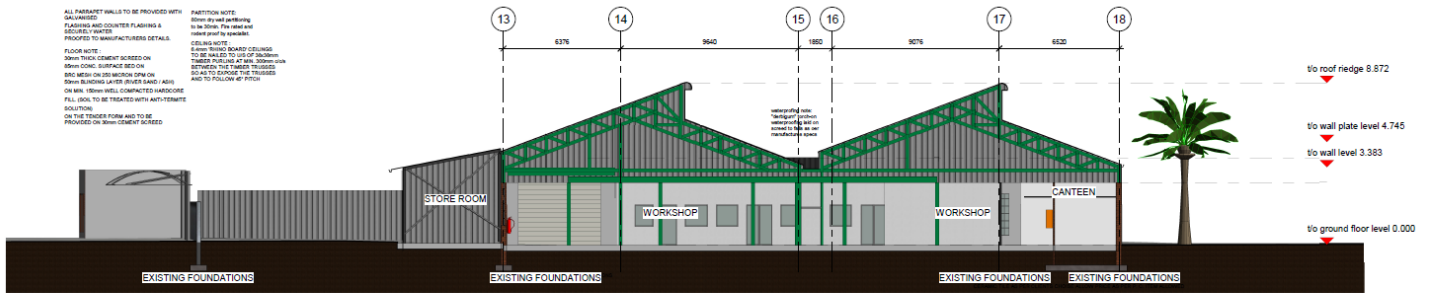 ALL PARRAPET WALLS TO BE PROVIDED WITH
GALVANISED
FLASHING AND COUNTER FLASHING &
SECURELY WATER
PROOFED TO MANUFACTURERS DETAILS.
FLOOR NOTE :
30mm THICK CEMENT SCREED ON
85mm CONC. SURFACE BED ON
BRC MESH ON 250 MICRON DPM ON
50mm BLINDING LAYER (RIVER SAND / ASH)
ON MIN. 150mm WELL COMPACTED HARDCORE
FILL. (SOIL TO BE TREATED WITH ANTI-TERMITE
SOLUTION)
ON THE TENDER FORM AND TO BE
PROVIDED ON 30mm CEMENT SCREED
PARTITION NOTE:
80mm dry wall partitioning
to be 30min. Fire rated and
rodent proof by specialist.
CEILING NOTE :
6.4mm 'RHINO BOARD' CEILINGS
TO BE NAILED TO U/S OF 38x38mm
TIMBER PURLINS AT MIN. 300mm c/c/s
BETWEEN THE TIMBER TRUSSES
SO AS TO EXPOSE THE TRUSSES
AND TO FOLLOW 45° PITCH
13
14
15
16
17
18
6376
9640
1850
9076
6520
t/o roof riedge 8.872
waterprofing note:
"derbigum" torch-on
waterproofing laid on
screed to falls as oer
manufacture specs
t/o wall plate level 4.745
t/o wall level 3.383
STORE ROOM
WORKSHOP
WORKSHOP
CANTEEN
t/o ground floor level 0.000
EXISTING FOUNDATIONS
EXISTING FOUNDATIONS
EXISTING FOUNDATIONS
EXISTING FOUNDATIONS